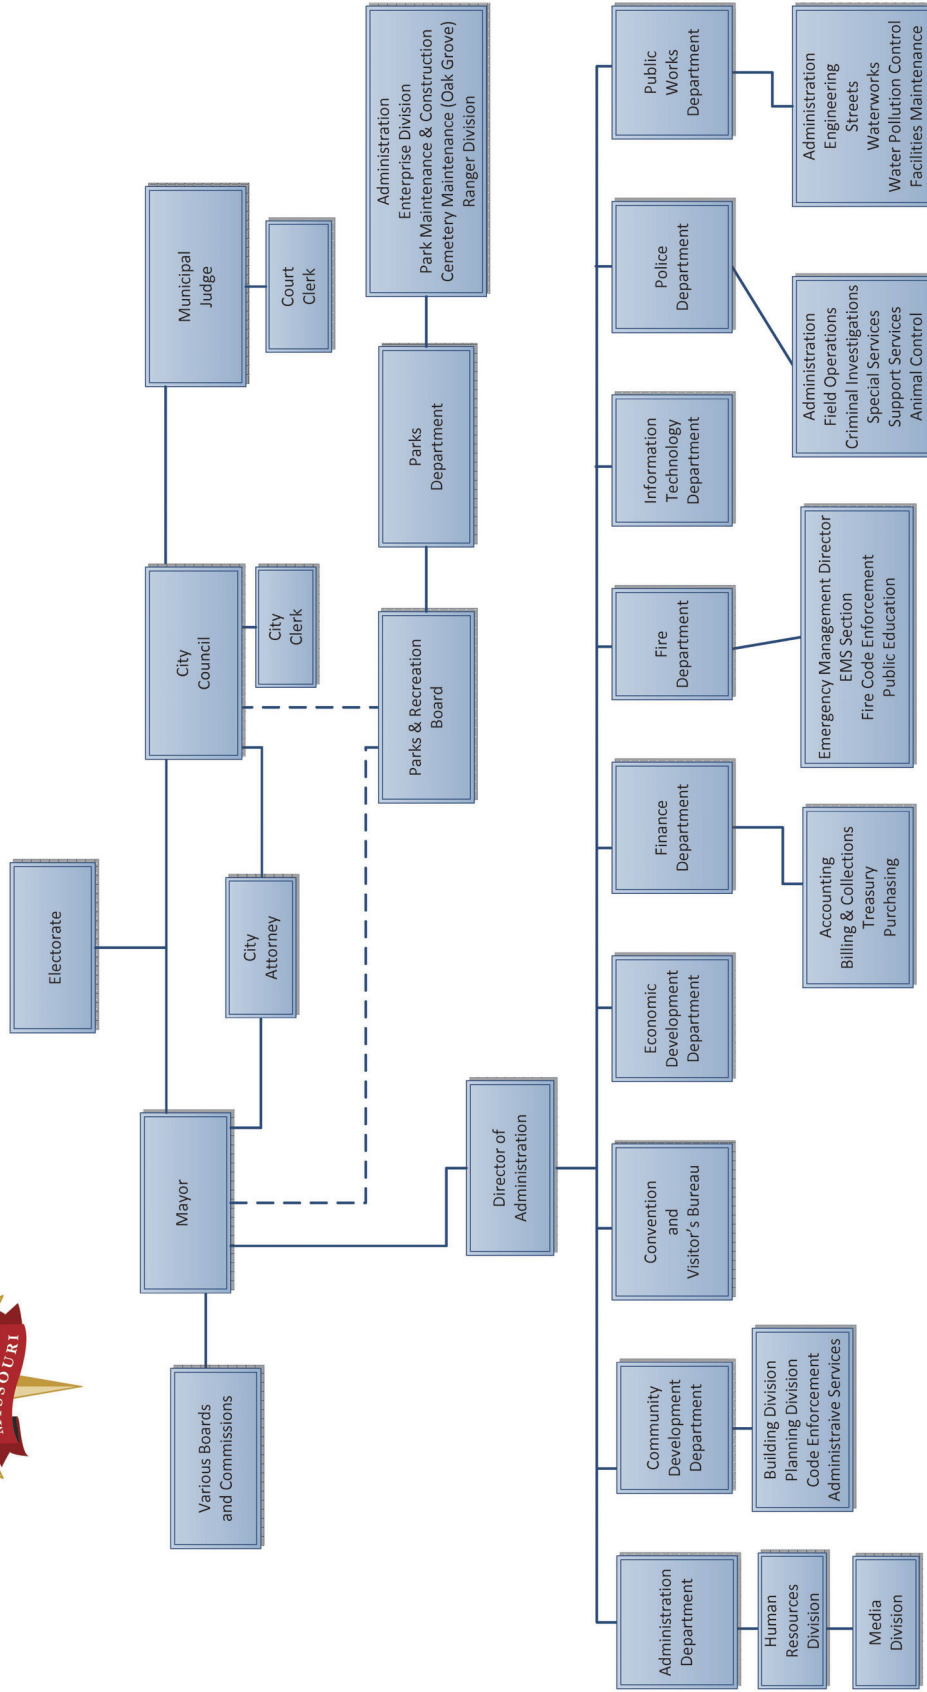 MISSOURI
Electorate
Mayor
City
Council
Municipal
Judge
City
Attorney
City
Clerk
Court
Clerk
Various Boards
and Commissions
Parks & Recreation
Board
Parks
Department
Administration
Enterprise Division
Park Maintenance & Construction
Cemetery Maintenance (Oak Grove)
Ranger Division
Director of
Administration
Administration
Department
Human
Resources
Division
Media
Division
Community
Development
Department
Building Division
Planning Division
Code Enforcement
Administraive Services
Convention
and
Visitor's Bureau
Economic
Development
Department
Finance
Department
Accounting
Billing & Collections
Treasury
Purchasing
Fire
Department
Emergency Management Director
EMS Section
Fire Code Enforcement
Public Education
Information
Technology
Department
Police
Department
Administration
Field Operations
Criminal Investigations
Special Services
Support Services
Animal Control
Public
Works
Department
Administration
Engineering
Streets
Waterworks
Water Pollution Control
Facilities Maintenance